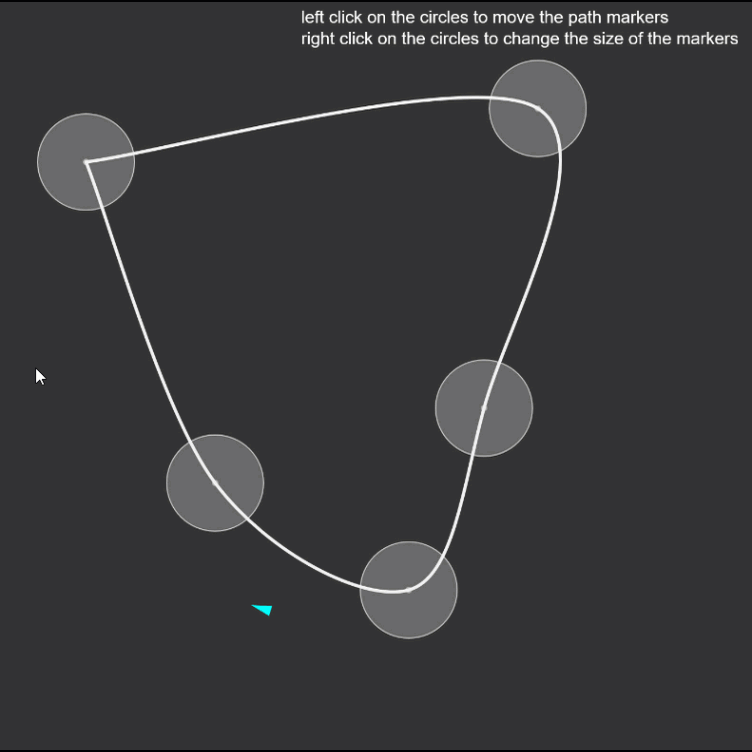 left click on the circles to move the path markers
right click on the circles to change the size of the markers